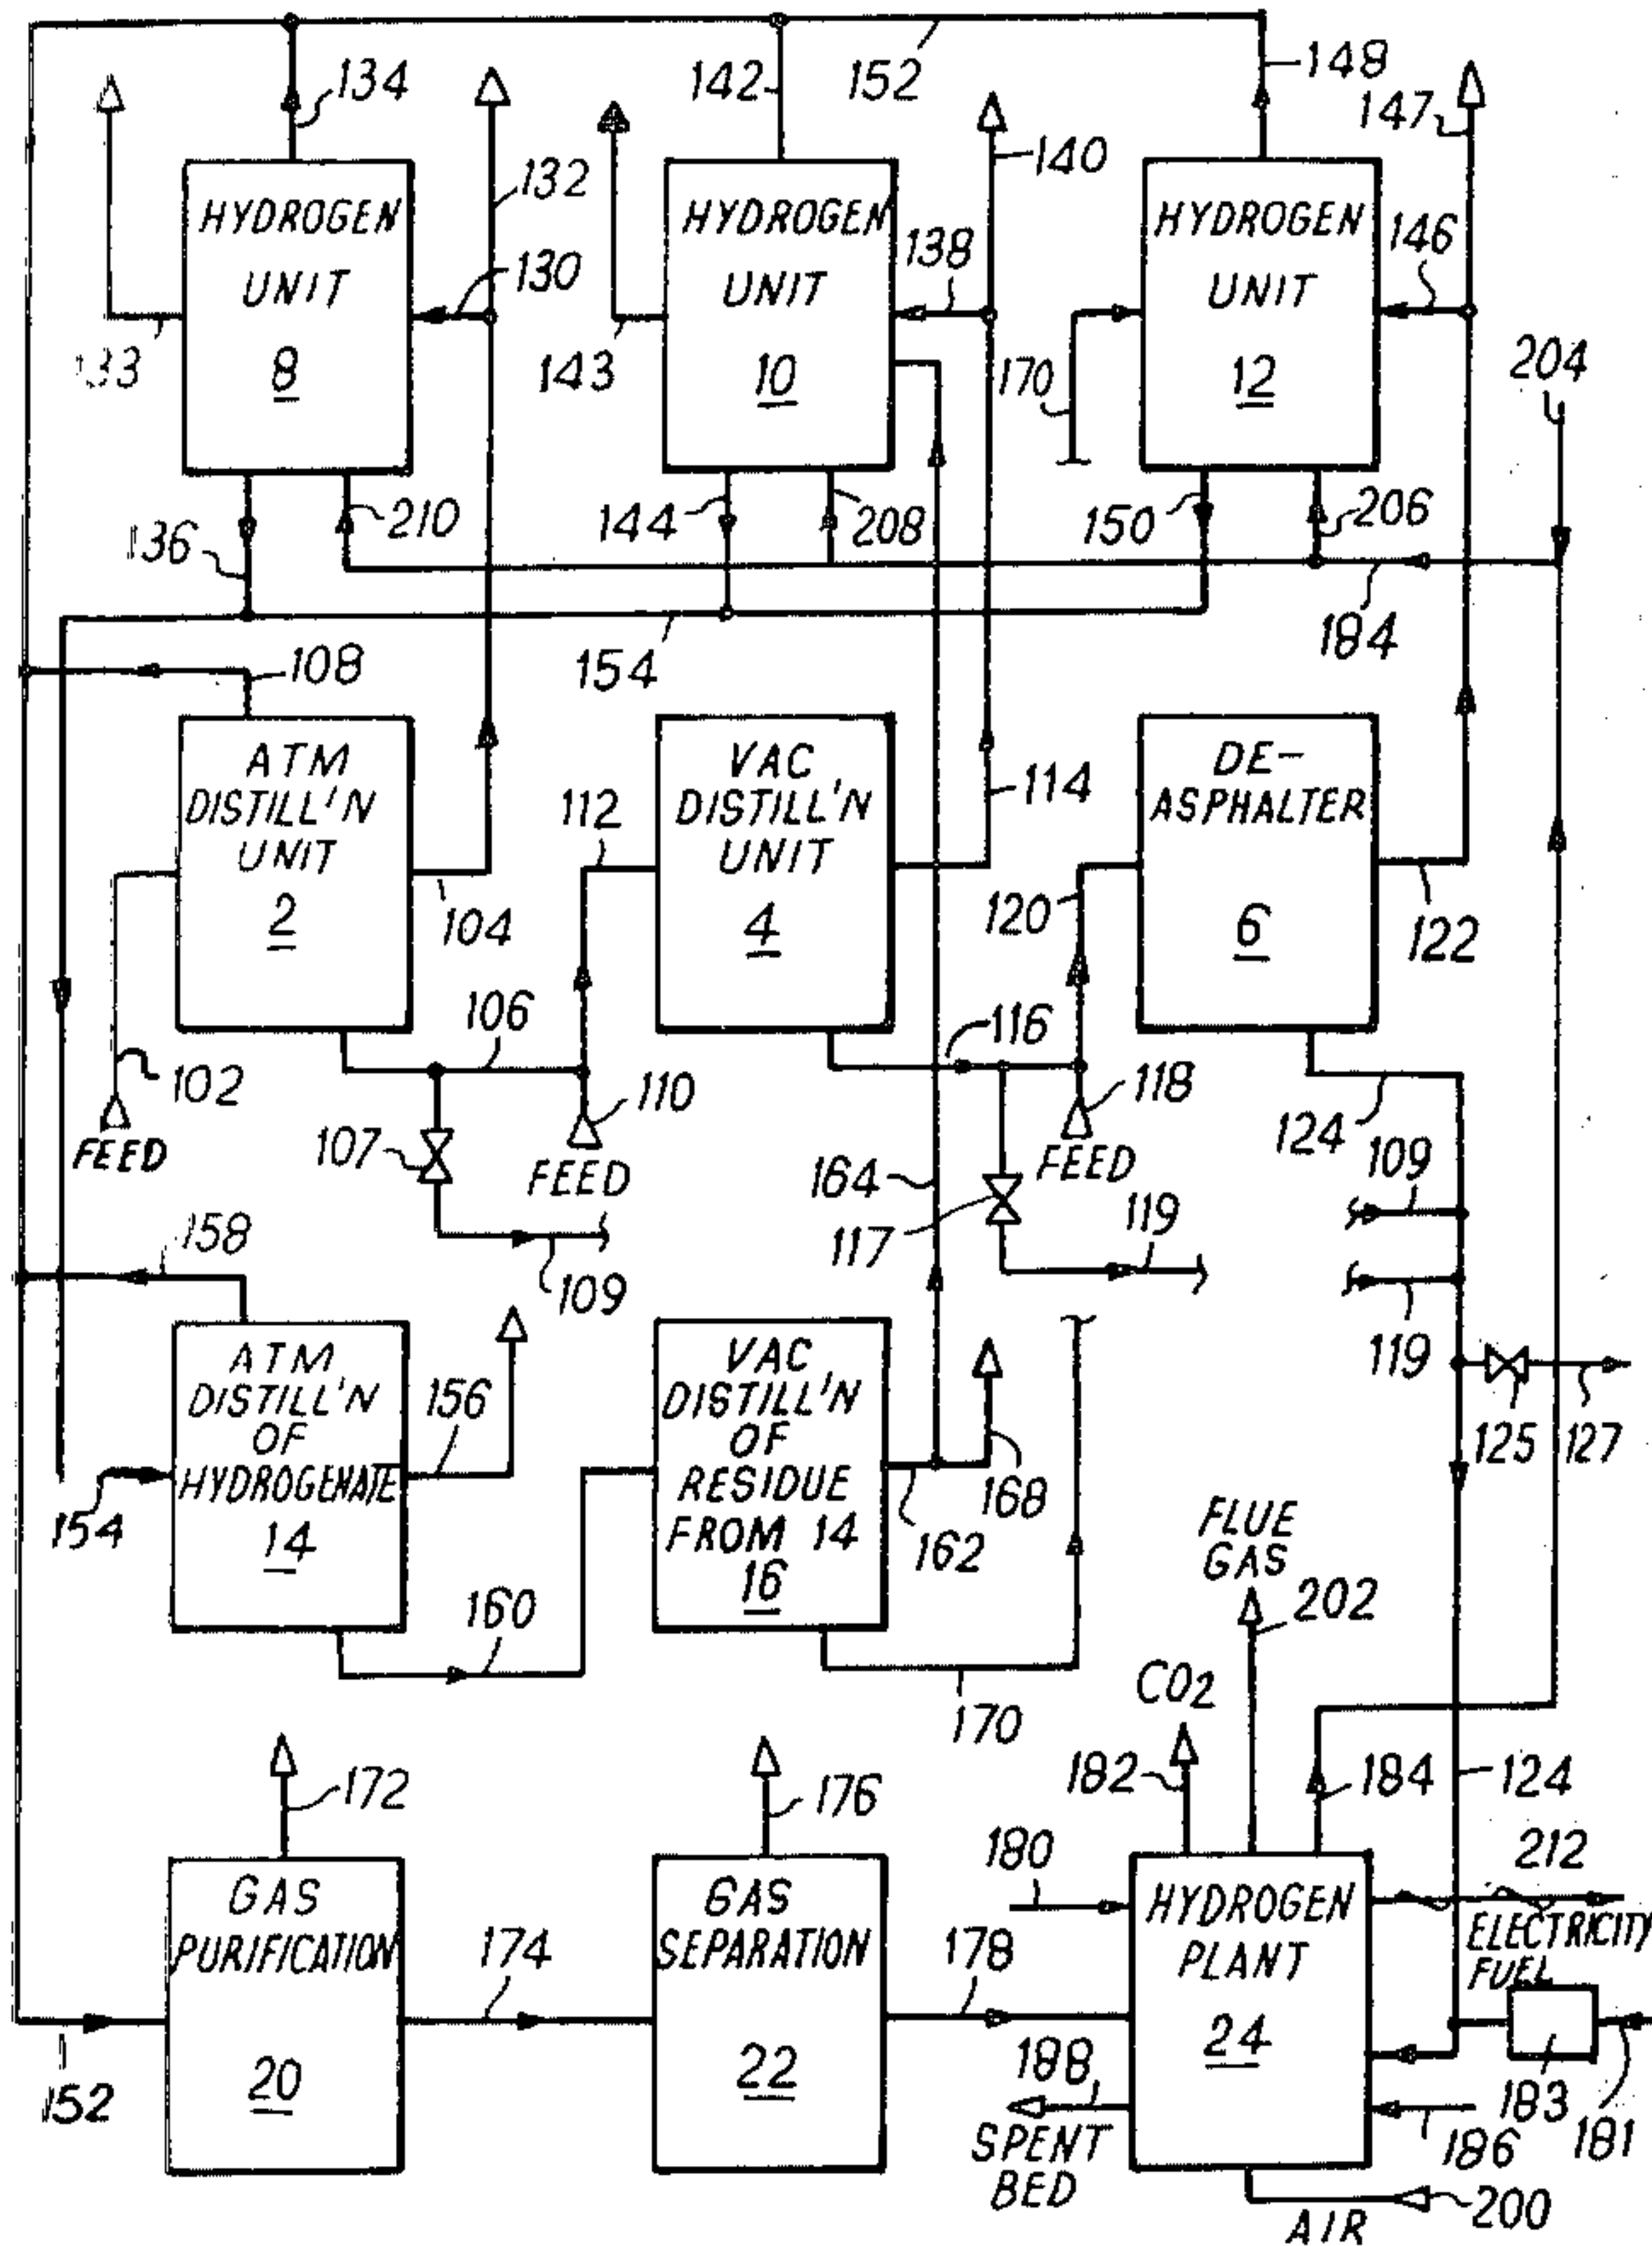 134
142
152
148
147
132
140
133
HYDROGEN
UNIT
8
130
143
HYDROGEN
UNIT
10
138
170
HYDROGEN
UNIT
12
146
204
136
210
144
208
150
206
184
154
108
ATM
DISTILL'N
UNIT
2
104
112
VAC
DISTILL'N
UNIT
4
114
120
DE-
ASPHALTER
6
122
102
FEED
106
107
109
110
FEED
116
117
164
118
FEED
119
124
109
119
125
127
158
ATM
DISTILL'N
OF
HYDROGENATE
14
154
156
160
VAC
DISTILL'N
OF
RESIDUE
FROM 14
16
162
168
170
FLUE
GAS
202
CO2
182
184
124
172
176
180
212
ELECTRICITY
FUEL
GAS
PURIFICATION
20
152
174
GAS
SEPARATION
22
178
HYDROGEN
PLANT
24
188
SPENT
BED
183
181
186
200
AIR